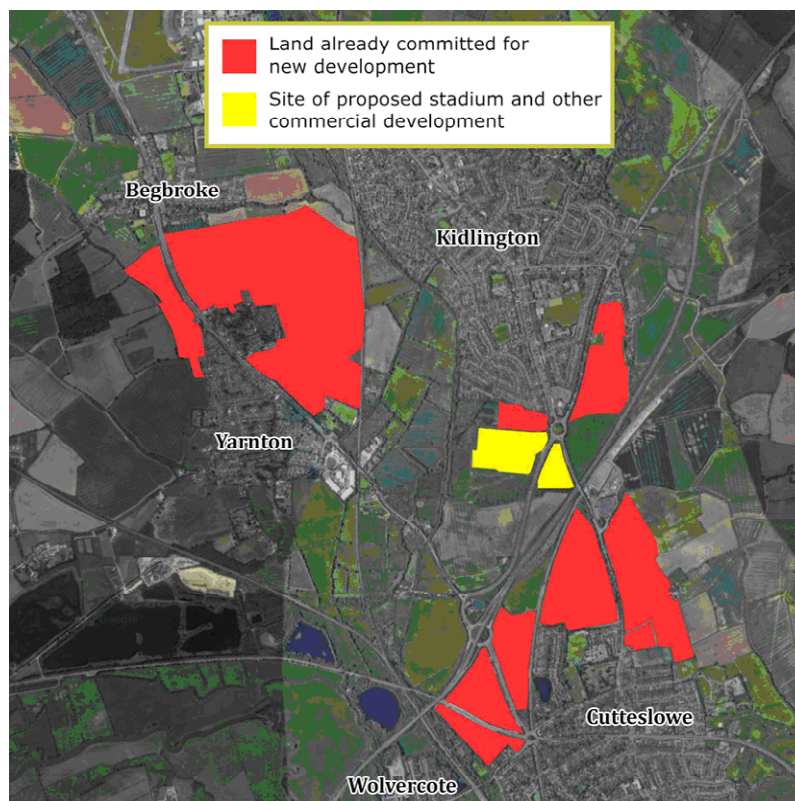 Land already committed for
new development
Site of proposed stadium and other
commercial development
Begbroke
Kidlington
Yarnton
Cutteslowe
Wolvercote